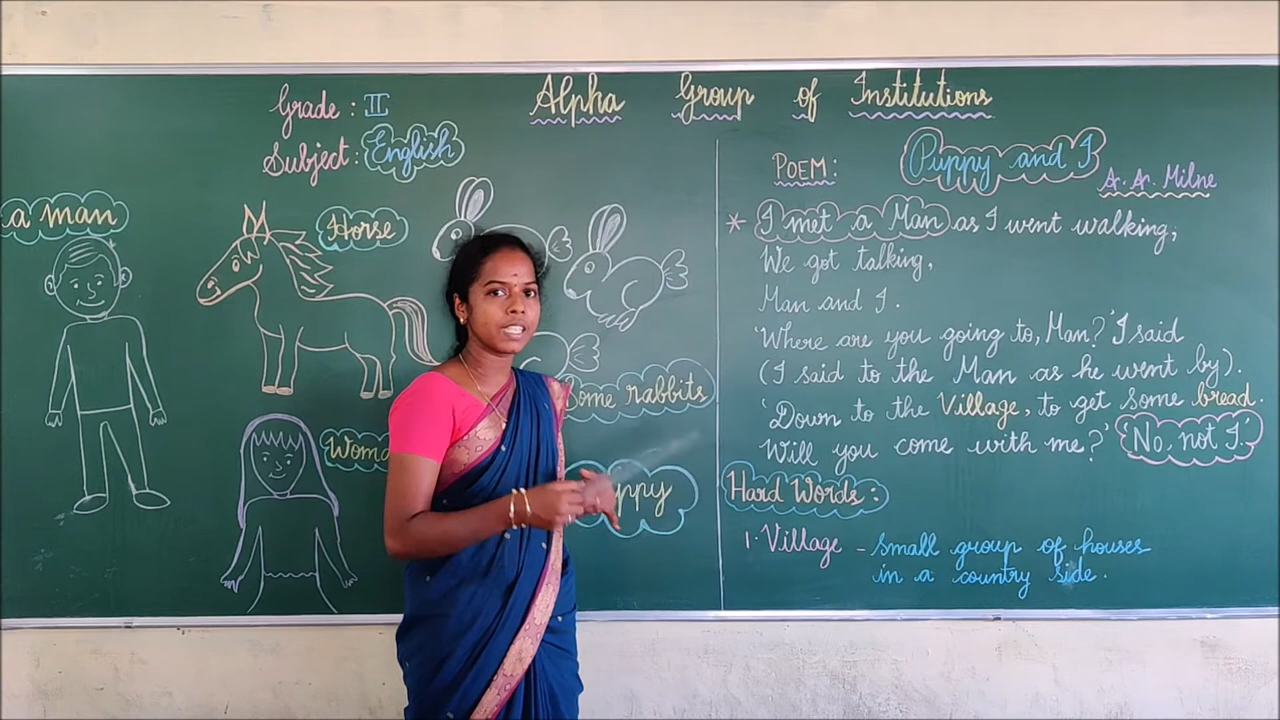 Alpha Group of Institutions
Grade : II
Subject : English
a man
Horse
Some rabbits
POEM:
Puppy and I
A. A. Milne
* I met a Man as I went walking,
We got talking,
Man and I.
'Where are you going to, Man?' I said
(I said to the Man as he went by).
'Down to the Village, to get some bread.
Will you come with me?' 'No, not I.'
Hard Words:
1. Village - small group of houses
in a country side.